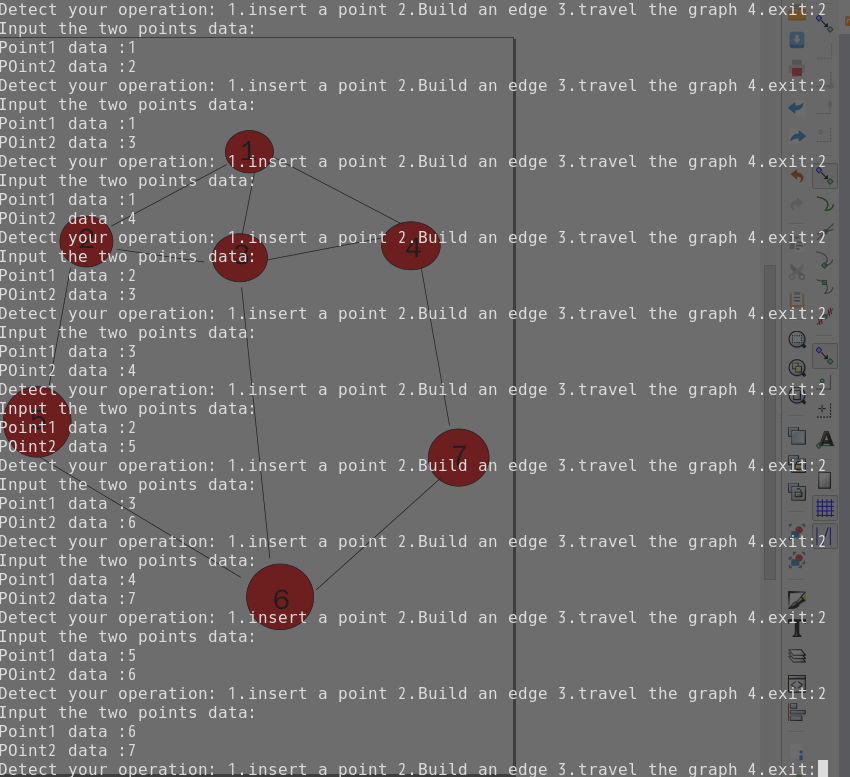 Detect your operation: 1.insert a point 2.Build an edge 3.travel the graph 4.exit:2
Input the two points data:
Point1 data :1
POint2 data :2
Detect your operation: 1.insert a point 2.Build an edge 3.travel the graph 4.exit:2
Input the two points data:
Point1 data :1
POint2 data :3
1
Detect your operation: 1.insert a point 2.Build an edge 3.travel the graph 4.exit:2
Input the two points data:
Point1 data :1
POint2 data :4
2
Detect your operation: 1.insert a point 2.Build an edge 3.travel the graph 4.exit:2
3
4
Input the two points data:
Point1 data :2
POint2 data :3
Detect your operation: 1.insert a point 2.Build an edge 3.travel the graph 4.exit:2
Input the two points data:
Point1 data :3
POint2 data :4
Detect your operation: 1.insert a point 2.Build an edge 3.travel the graph 4.exit:2
Input the two points data:
5
Point1 data :2
POint2 data :5
7
Detect your operation: 1.insert a point 2.Build an edge 3.travel the graph 4.exit:2
Input the two points data:
Point1 data :3
POint2 data :6
Detect your operation: 1.insert a point 2.Build an edge 3.travel the graph 4.exit:2
Input the two points data:
Point1 data :4
POint2 data :7
6
Detect your operation: 1.insert a point 2.Build an edge 3.travel the graph 4.exit:2
Input the two points data:
Point1 data :5
POint2 data :6
Detect your operation: 1.insert a point 2.Build an edge 3.travel the graph 4.exit:2
Input the two points data:
Point1 data :6
POint2 data :7
Detect your operation: 1.insert a point 2.Build an edge 3.travel the graph 4.exit: